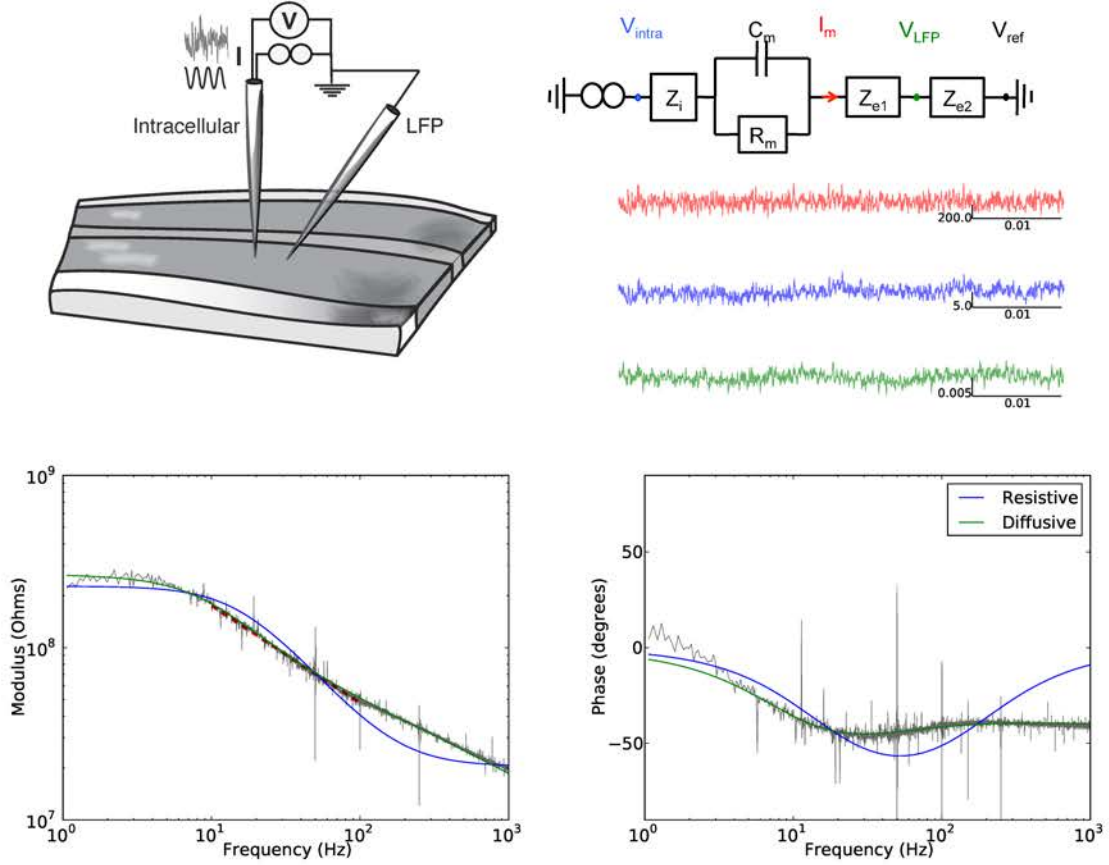 V
I
Intracellular
LFP
V_intra
C_m
I_m
V_LFP
V_ref
Z_i
R_m
Z_e1
Z_e2
200.0
0.01
5.0
0.01
0.005
0.01
10^9
10^8
10^7
Modulus (Ohms)
10^0 10^1 10^2 10^3
Frequency (Hz)
Resistive
Diffusive
50
0
−50
Phase (degrees)
10^0 10^1 10^2 10^3
Frequency (Hz)